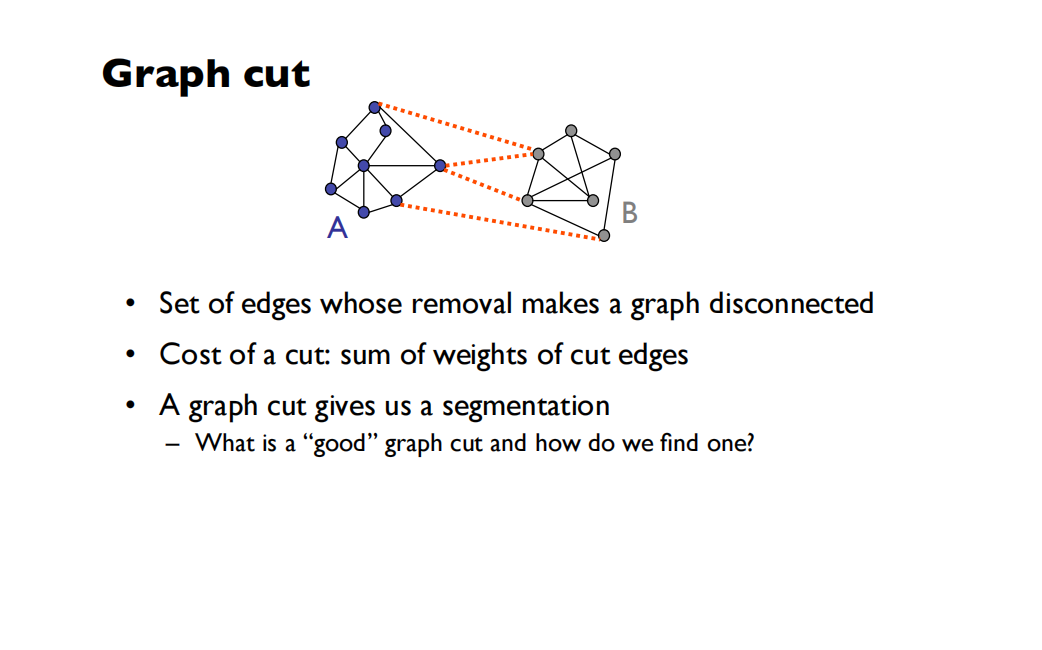 Graph cut
A
B
• Set of edges whose removal makes a graph disconnected
• Cost of a cut: sum of weights of cut edges
• A graph cut gives us a segmentation
– What is a “good” graph cut and how do we find one?